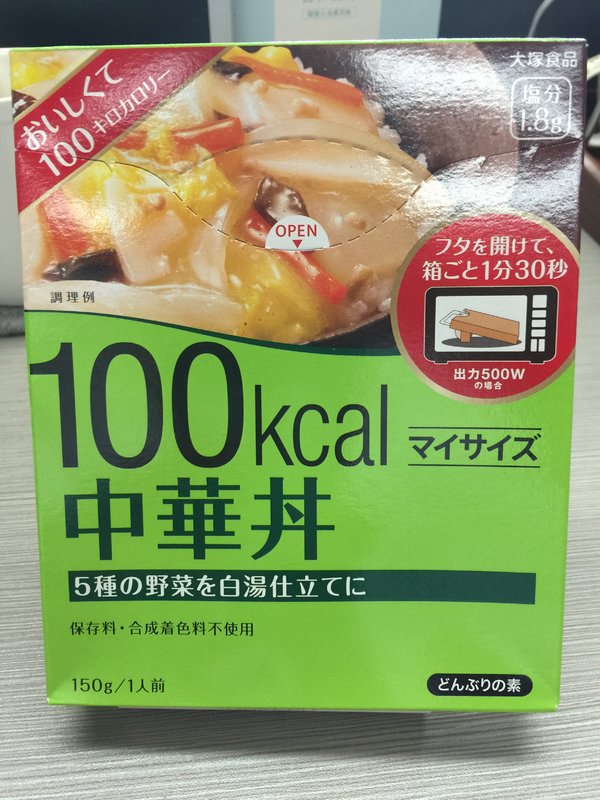 大塚食品
おいしくて
100キロカロリー
塩分
1.8g
OPEN
フタを開けて、
箱ごと1分30秒
出力500W
の場合
調理例
100kcal
マイサイズ
中華丼
5種の野菜を白湯仕立てに
保存料・合成着色料不使用
150g/1人前
どんぶりの素